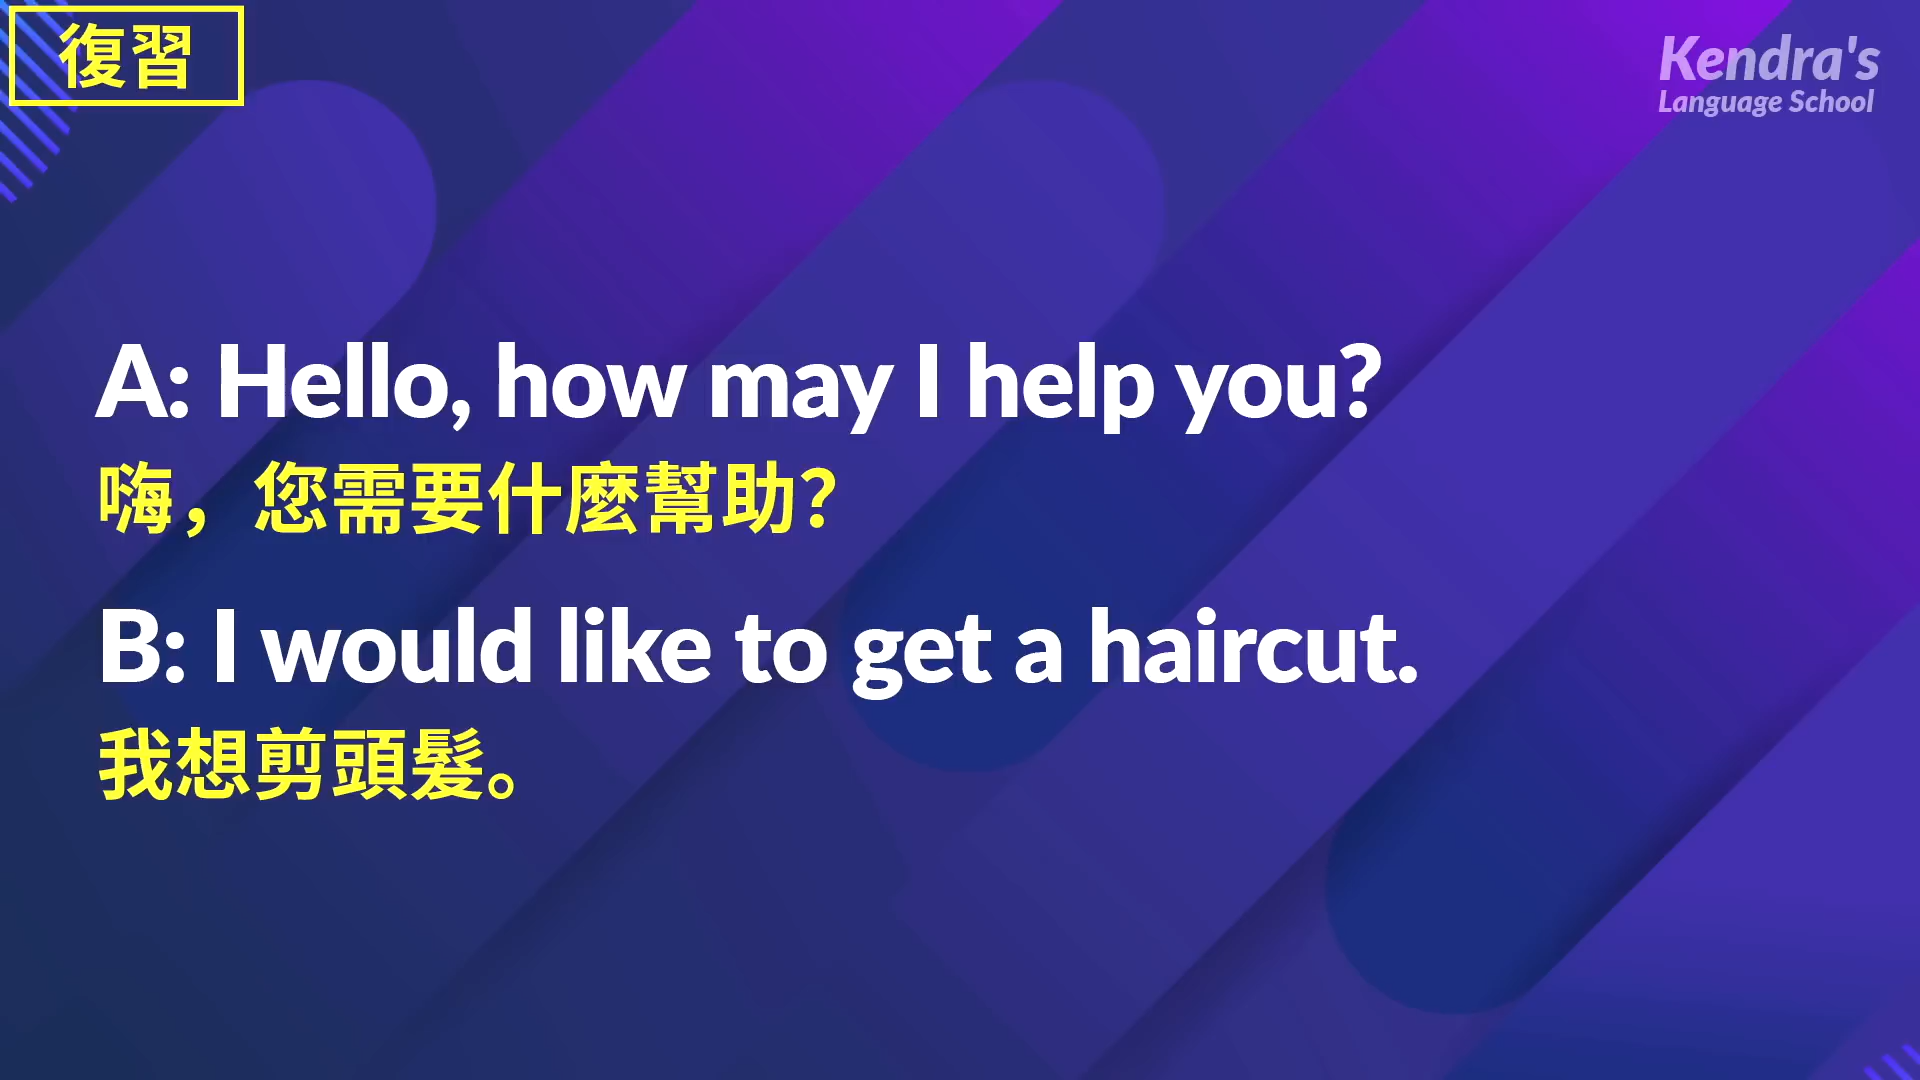 復習
Kendra's
Language School
A: Hello, how may I help you?
嗨，您需要什麼幫助？
B: I would like to get a haircut.
我想剪頭髮。